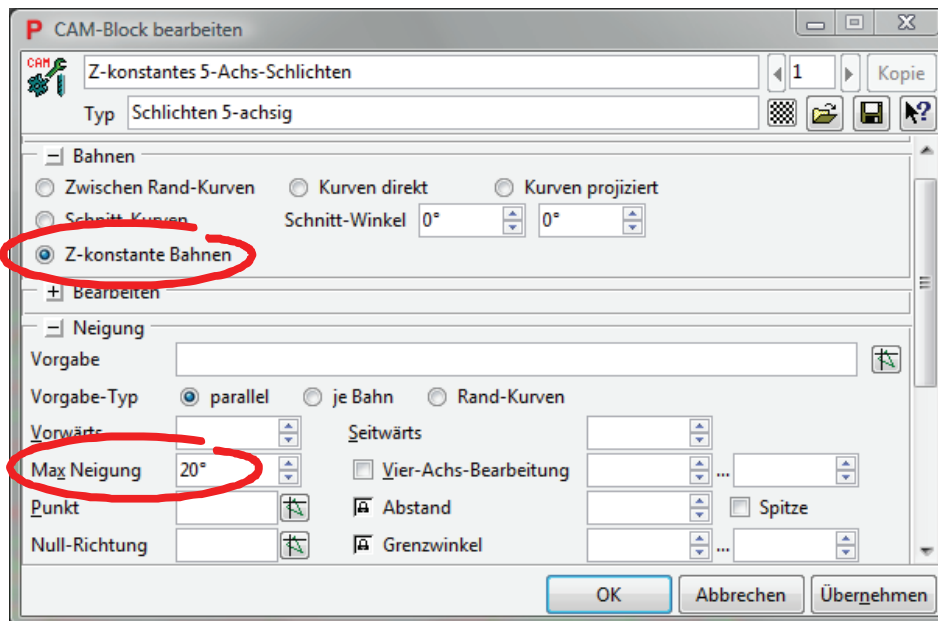 P CAM-Block bearbeiten
CAM Z-konstantes 5-Achs-Schlichten 1 Kopie
Typ Schlichten 5-achsig
Bahnen
Zwischen Rand-Kurven Kurven direkt Kurven projiziert
Schnitt-Kurven Schnitt-Winkel 0° 0°
Z-konstante Bahnen
Bearbeiten
Neigung
Vorgabe
Vorgabe-Typ parallel je Bahn Rand-Kurven
Vorwärts Seitwärts
Max Neigung 20° Vier-Achs-Bearbeitung ...
Punkt Abstand Spitze
Null-Richtung Grenzwinkel ...
OK Abbrechen Übernehmen